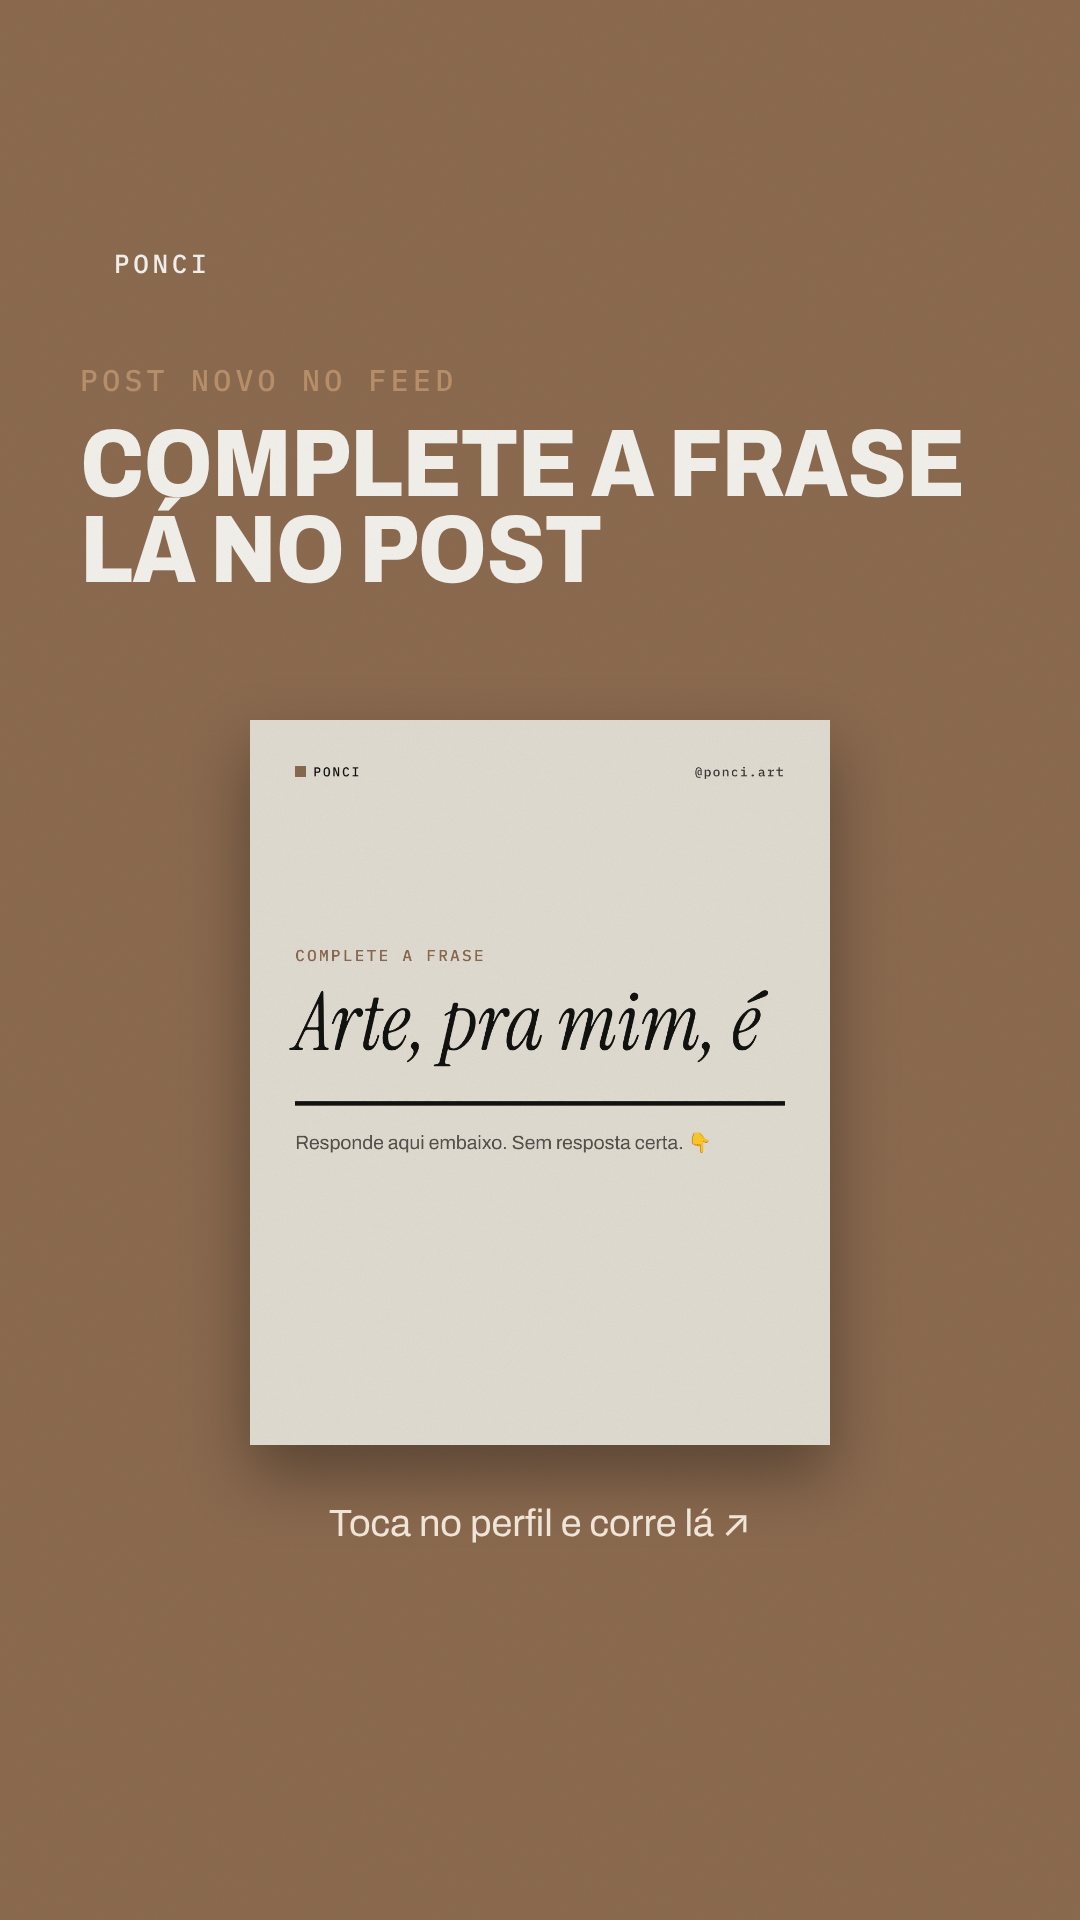 PONCI
POST NOVO NO FEED
COMPLETE A FRASE
LÁ NO POST
PONCI
@ponci.art
COMPLETE A FRASE
Arte, pra mim, é
Responde aqui embaixo. Sem resposta certa. 👇
Toca no perfil e corre lá ↗